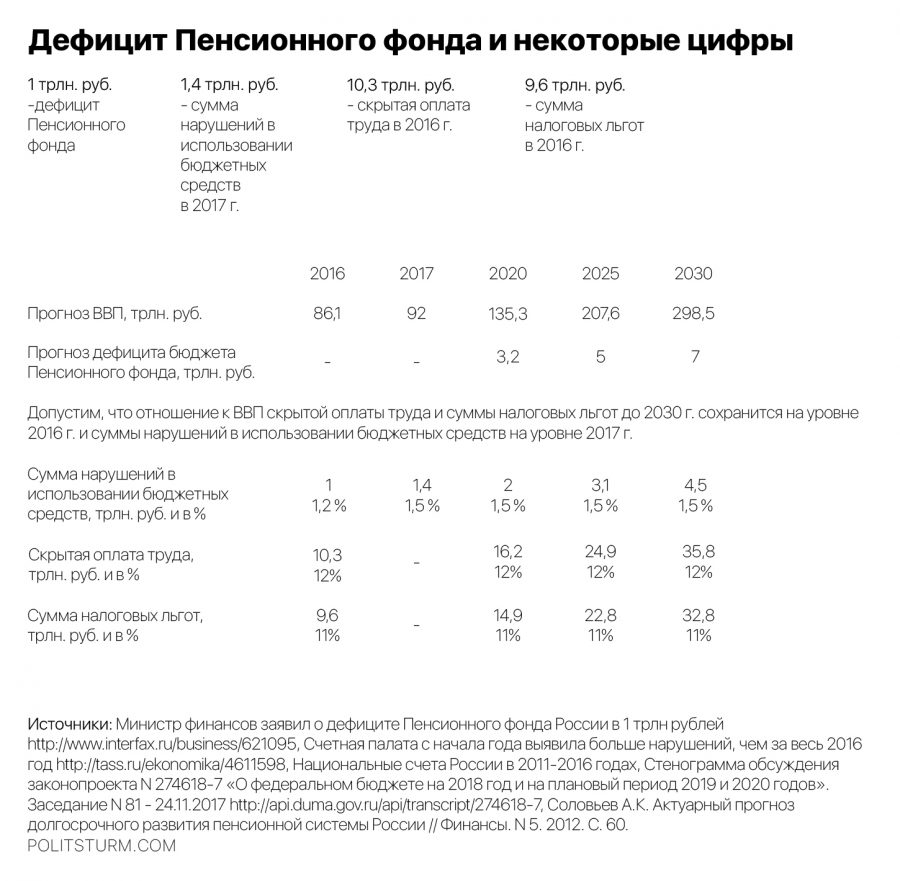 Дефицит Пенсионного фонда и некоторые цифры
1 трлн. руб.
-дефицит
Пенсионного
фонда
1,4 трлн. руб.
- сумма
нарушений в
использовании
бюджетных
средств
в 2017 г.
10,3 трлн. руб.
- скрытая оплата
труда в 2016 г.
9,6 трлн. руб.
- сумма
налоговых льгот
в 2016 г.
2016 2017 2020 2025 2030
Прогноз ВВП, трлн. руб. 86,1 92 135,3 207,6 298,5
Прогноз дефицита бюджета
Пенсионного фонда, трлн. руб. - - 3,2 5 7
Допустим, что отношение к ВВП скрытой оплаты труда и суммы налоговых льгот до 2030 г. сохранится на уровне
2016 г. и суммы нарушений в использовании бюджетных средств на уровне 2017 г.
Сумма нарушений в
использовании бюджетных
средств, трлн. руб. и в %
1 1,4 2 3,1 4,5
1,2 % 1,5 % 1,5 % 1,5 % 1,5 %
Скрытая оплата труда,
трлн. руб. и в %
10,3 - 16,2 24,9 35,8
12% 12% 12% 12%
Сумма налоговых льгот,
трлн. руб. и в %
9,6 - 14,9 22,8 32,8
11% 11% 11% 11%
Источники: Министр финансов заявил о дефиците Пенсионного фонда России в 1 трлн рублей
http://www.interfax.ru/business/621095, Счетная палата с начала года выявила больше нарушений, чем за весь 2016
год http://tass.ru/ekonomika/4611598, Национальные счета России в 2011-2016 годах, Стенограмма обсуждения
законопроекта N 274618-7 «О федеральном бюджете на 2018 год и на плановый период 2019 и 2020 годов».
Заседание N 81 - 24.11.2017 http://api.duma.gov.ru/api/transcript/274618-7, Соловьев А.К. Актуарный прогноз
долгосрочного развития пенсионной системы России // Финансы. N 5. 2012. С. 60.
POLITSTURM.COM